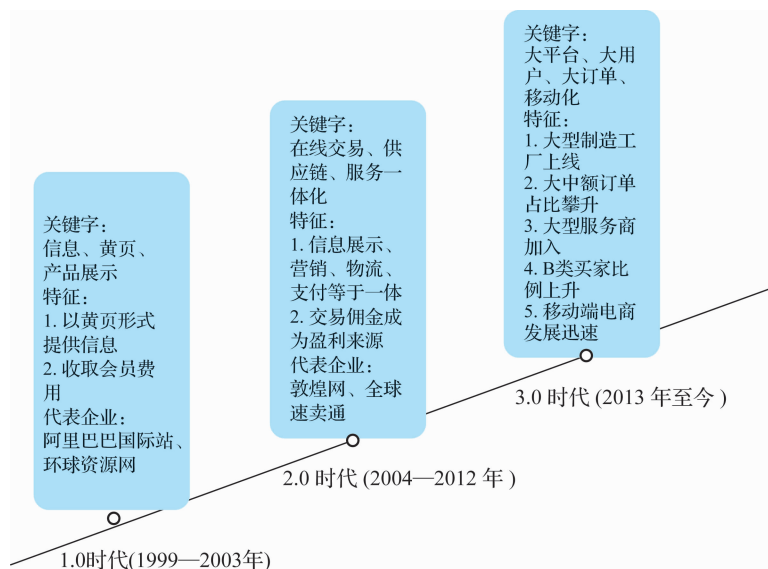 关键字：
信息、黄页、
产品展示
特征：
1. 以黄页形式
提供信息
2. 收取会员费
用
代表企业：
阿里巴巴国际站、
环球资源网
1.0时代(1999—2003年)
关键字：
在线交易、供
应链、服务一
体化
特征：
1. 信息展示、
营销、物流、
支付等于一体
2. 交易佣金成
为盈利来源
代表企业：
敦煌网、全球
速卖通
2.0 时代 (2004—2012 年 )
关键字：
大平台、大用
户、大订单、
移动化
特征：
1. 大型制造工
厂上线
2. 大中额订单
占比攀升
3. 大型服务商
加入
4. B类买家比
例上升
5. 移动端电商
发展迅速
3.0 时代 (2013 年至今 )